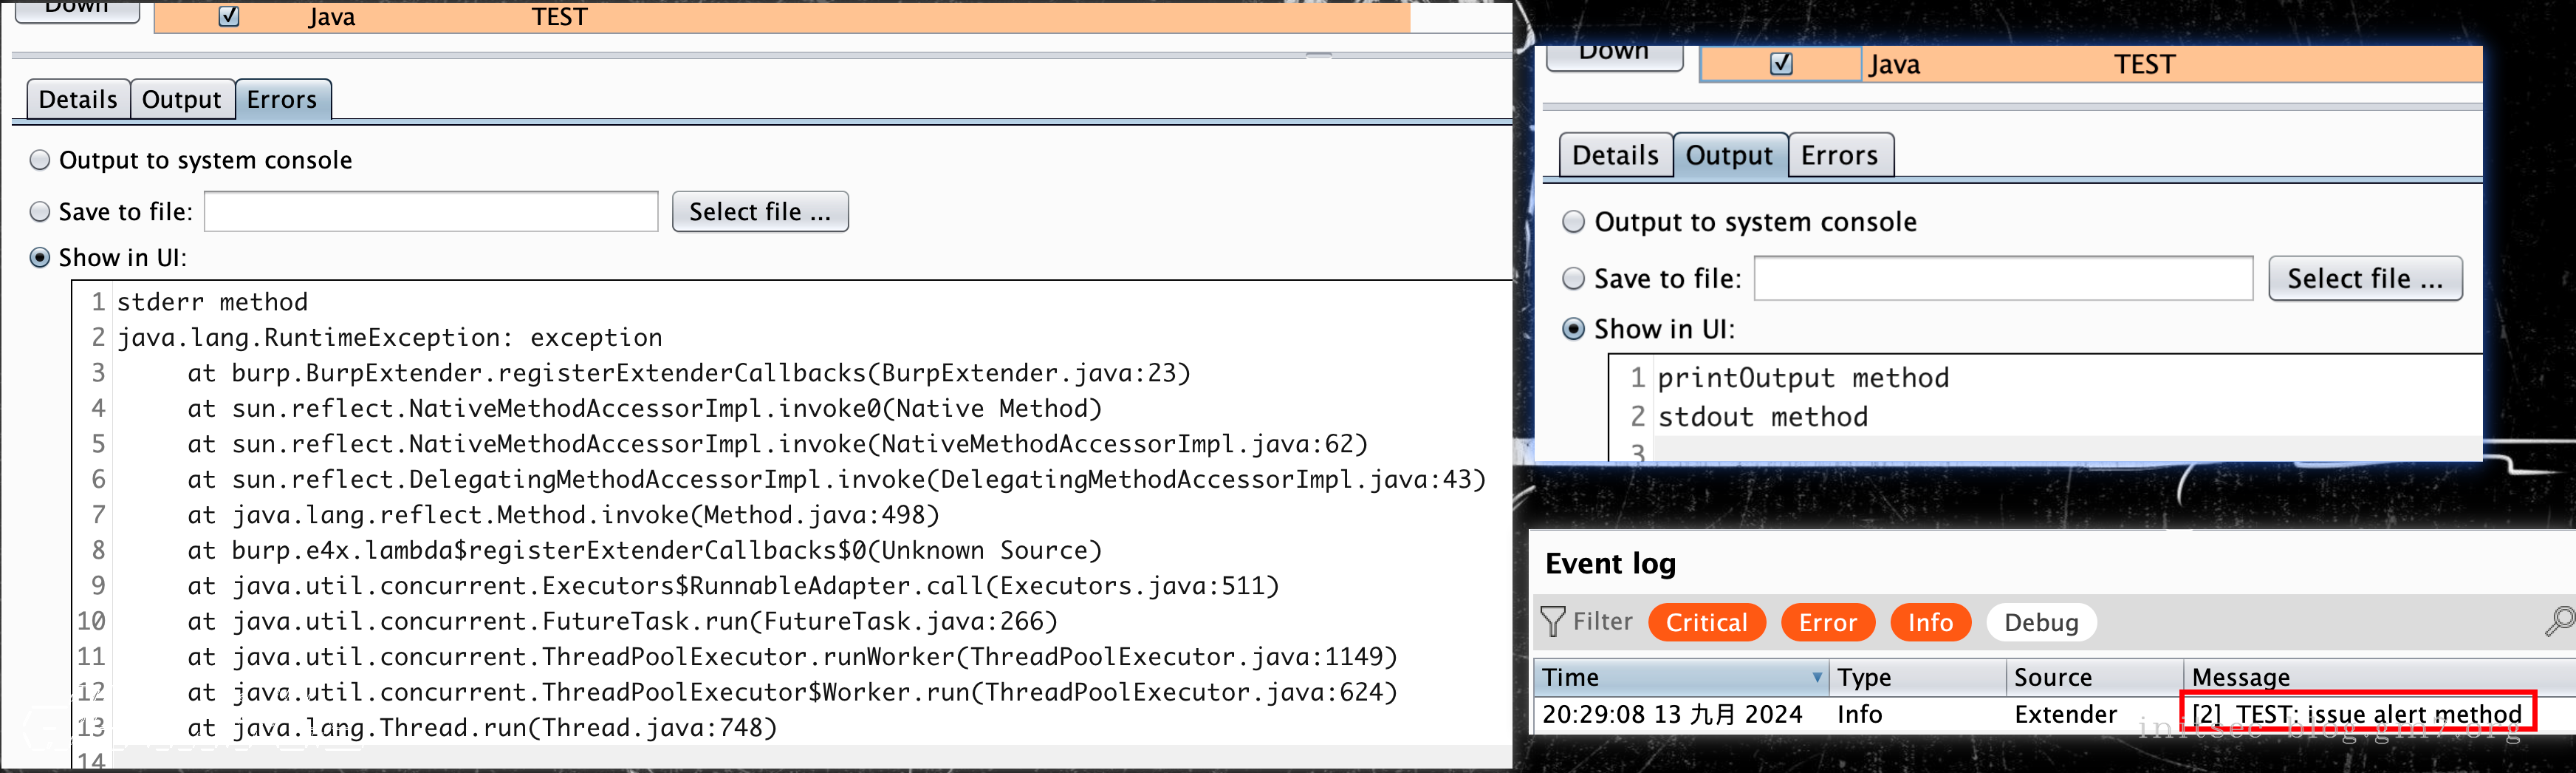 Down Java TEST
Details Output Errors
Output to system console
Save to file: Select file ...
Show in UI:
1 stderr method
2 java.lang.RuntimeException: exception
3 at burp.BurpExtender.registerExtenderCallbacks(BurpExtender.java:23)
4 at sun.reflect.NativeMethodAccessorImpl.invoke0(Native Method)
5 at sun.reflect.NativeMethodAccessorImpl.invoke(NativeMethodAccessorImpl.java:62)
6 at sun.reflect.DelegatingMethodAccessorImpl.invoke(DelegatingMethodAccessorImpl.java:43)
7 at java.lang.reflect.Method.invoke(Method.java:498)
8 at burp.e4x.lambda$registerExtenderCallbacks$0(Unknown Source)
9 at java.util.concurrent.Executors$RunnableAdapter.call(Executors.java:511)
10 at java.util.concurrent.FutureTask.run(FutureTask.java:266)
11 at java.util.concurrent.ThreadPoolExecutor.runWorker(ThreadPoolExecutor.java:1149)
12 at java.util.concurrent.ThreadPoolExecutor$Worker.run(ThreadPoolExecutor.java:624)
13 at java.lang.Thread.run(Thread.java:748)
14
Down Java TEST
Details Output Errors
Output to system console
Save to file: Select file ...
Show in UI:
1 printOutput method
2 stdout method
3
Event log
Filter Critical Error Info Debug
Time Type Source Message
20:29:08 13 九月 2024 Info Extender [2] TEST: issue alert method
initsec blog.gm7.org